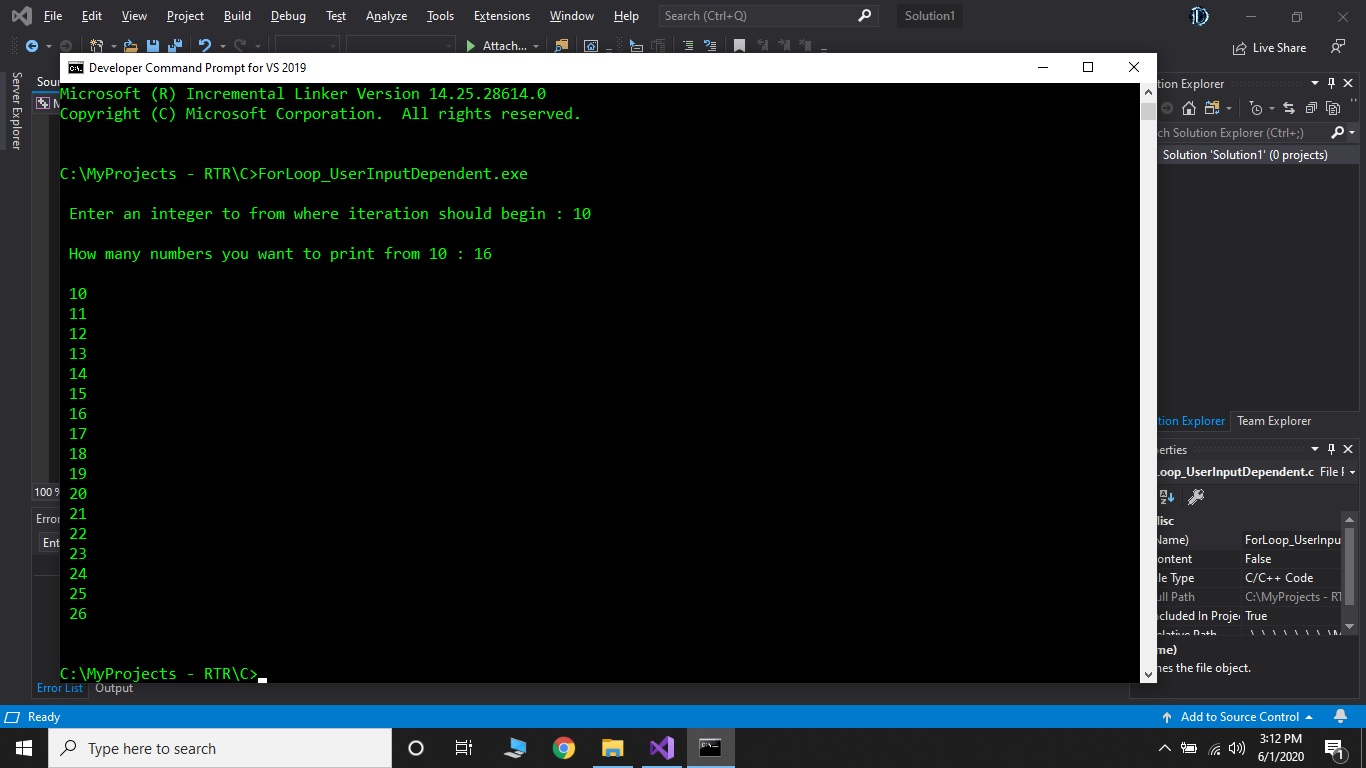 File Edit View Project Build Debug Test Analyze Tools Extensions Window Help Search (Ctrl+Q) Solution1
Attach...
Live Share
Server Explorer
Sou
Developer Command Prompt for VS 2019
Microsoft (R) Incremental Linker Version 14.25.28614.0
Copyright (C) Microsoft Corporation.  All rights reserved.
C:\MyProjects - RTR\C>ForLoop_UserInputDependent.exe
Enter an integer to from where iteration should begin : 10
How many numbers you want to print from 10 : 16
10
11
12
13
14
15
16
17
18
19
20
21
22
23
24
25
26
C:\MyProjects - RTR\C>
100 %
Error
Ent
Error List Output
tion Explorer
ch Solution Explorer (Ctrl+;)
Solution 'Solution1' (0 projects)
tion Explorer Team Explorer
erties
Loop_UserInputDependent.c File
isc
Name) ForLoop_UserInpu
ontent False
le Type C/C++ Code
ull Path C:\MyProjects - RT
cluded In Projec True
elative Path
me)
nes the file object.
Ready
Add to Source Control
Type here to search
3:12 PM
6/1/2020
1